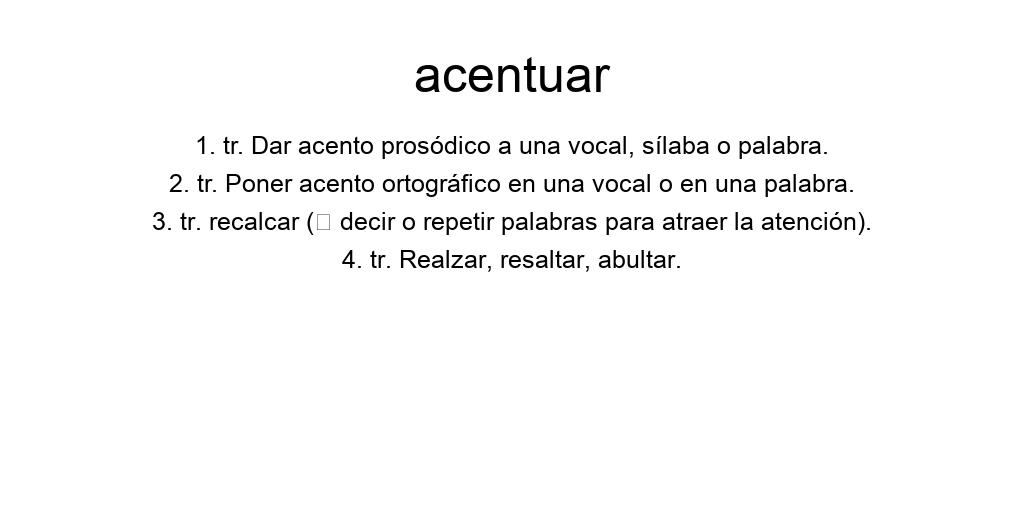 acentuar
1. tr. Dar acento prosódico a una vocal, sílaba o palabra.
2. tr. Poner acento ortográfico en una vocal o en una palabra.
3. tr. recalcar (□ decir o repetir palabras para atraer la atención).
4. tr. Realzar, resaltar, abultar.